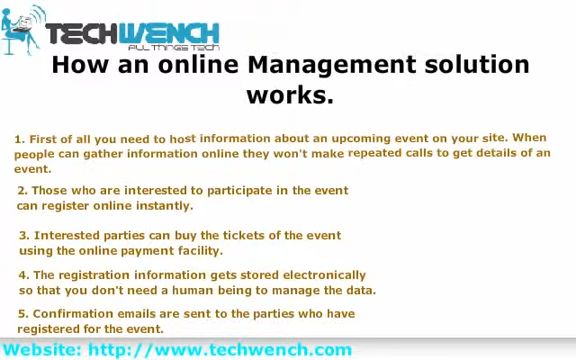 TECHWENCH
ALL THINGS TECH
How an online Management solution
works.
1. First of all you need to host information about an upcoming event on your site. When
people can gather information online they won't make repeated calls to get details of an
event.
2. Those who are interested to participate in the event
can register online instantly.
3. Interested parties can buy the tickets of the event
using the online payment facility.
4. The registration information gets stored electronically
so that you don't need a human being to manage the data.
5. Confirmation emails are sent to the parties who have
registered for the event.
Website: http://www.techwench.com